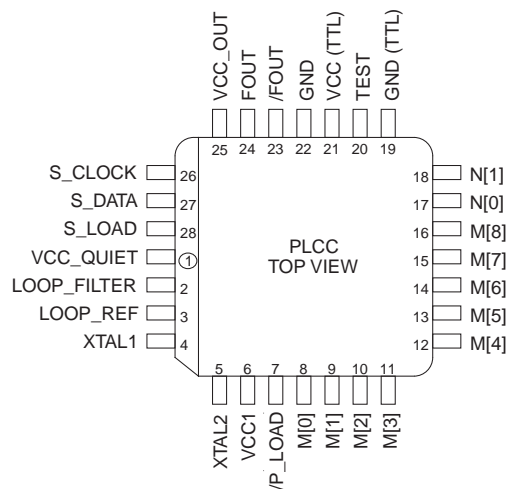 VCC_OUT
FOUT
/FOUT
GND
VCC (TTL)
TEST
GND (TTL)
25
24
23
22
21
20
19
S_CLOCK 26
S_DATA 27
S_LOAD 28
VCC_QUIET 1
LOOP_FILTER 2
LOOP_REF 3
XTAL1 4
PLCC
TOP VIEW
18 N[1]
17 N[0]
16 M[8]
15 M[7]
14 M[6]
13 M[5]
12 M[4]
5
6
7
8
9
10
11
XTAL2
VCC1
/P_LOAD
M[0]
M[1]
M[2]
M[3]